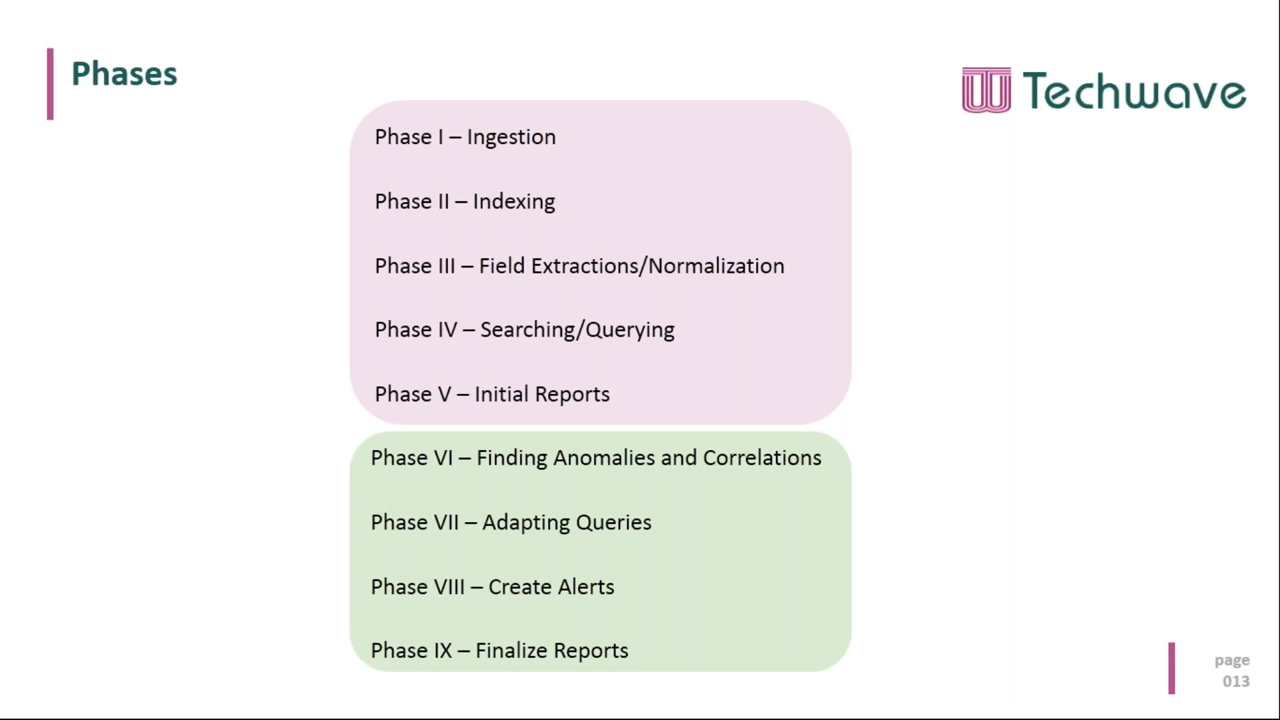 Phases
Techwave
Phase I – Ingestion
Phase II – Indexing
Phase III – Field Extractions/Normalization
Phase IV – Searching/Querying
Phase V – Initial Reports
Phase VI – Finding Anomalies and Correlations
Phase VII – Adapting Queries
Phase VIII – Create Alerts
Phase IX – Finalize Reports
page
013